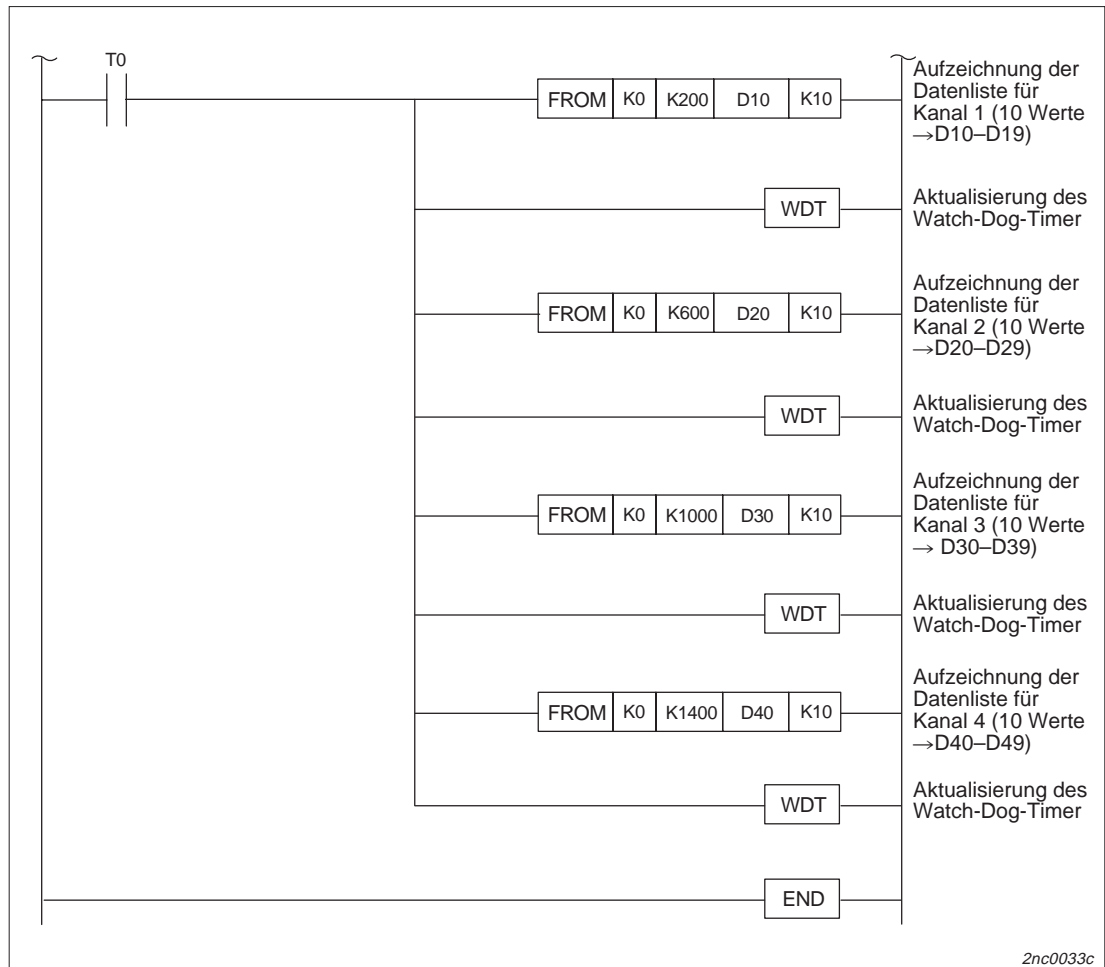 T0
FROM K0 K200 D10 K10
Aufzeichnung der
Datenliste für
Kanal 1 (10 Werte
→D10–D19)
WDT
Aktualisierung des
Watch-Dog-Timer
FROM K0 K600 D20 K10
Aufzeichnung der
Datenliste für
Kanal 2 (10 Werte
→D20–D29)
WDT
Aktualisierung des
Watch-Dog-Timer
FROM K0 K1000 D30 K10
Aufzeichnung der
Datenliste für
Kanal 3 (10 Werte
→ D30–D39)
WDT
Aktualisierung des
Watch-Dog-Timer
FROM K0 K1400 D40 K10
Aufzeichnung der
Datenliste für
Kanal 4 (10 Werte
→D40–D49)
WDT
Aktualisierung des
Watch-Dog-Timer
END
2nc0033c